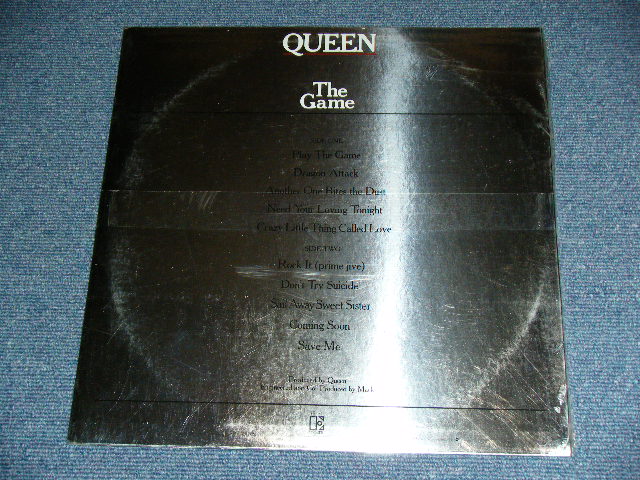 QUEEN
The
Game
SIDE ONE
Play The Game
Dragon Attack
Another One Bites the Dust
Need Your Loving Tonight
Crazy Little Thing Called Love
SIDE TWO
Rock It (prime jive)
Don't Try Suicide
Sail Away Sweet Sister
Coming Soon
Save Me
Produced by Queen
by Mack